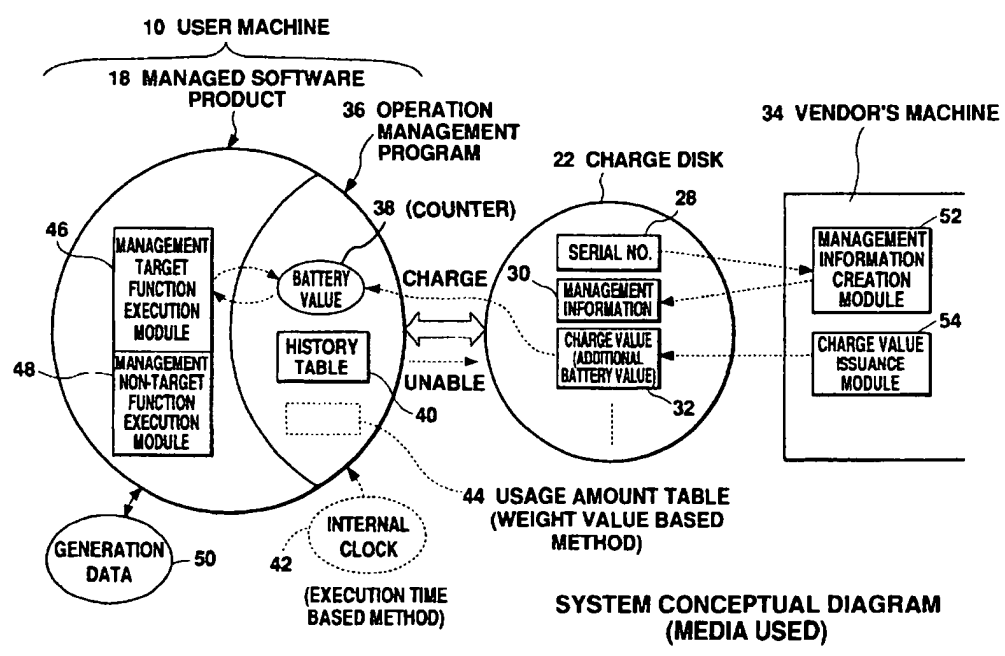 10 USER MACHINE
18 MANAGED SOFTWARE
PRODUCT
36 OPERATION
MANAGEMENT
PROGRAM
38 (COUNTER)
46
MANAGEMENT
TARGET
FUNCTION
EXECUTION
MODULE
48
MANAGEMENT
NON-TARGET
FUNCTION
EXECUTION
MODULE
BATTERY
VALUE
HISTORY
TABLE
40
CHARGE
UNABLE
22 CHARGE DISK
28
SERIAL NO.
30
MANAGEMENT
INFORMATION
CHARGE VALUE
(ADDITIONAL
BATTERY VALUE)
32
34 VENDOR'S MACHINE
52
MANAGEMENT
INFORMATION
CREATION
MODULE
54
CHARGE VALUE
ISSUANCE
MODULE
44 USAGE AMOUNT TABLE
(WEIGHT VALUE BASED
METHOD)
GENERATION
DATA
50
42
INTERNAL
CLOCK
(EXECUTION TIME
BASED METHOD)
SYSTEM CONCEPTUAL DIAGRAM
(MEDIA USED)